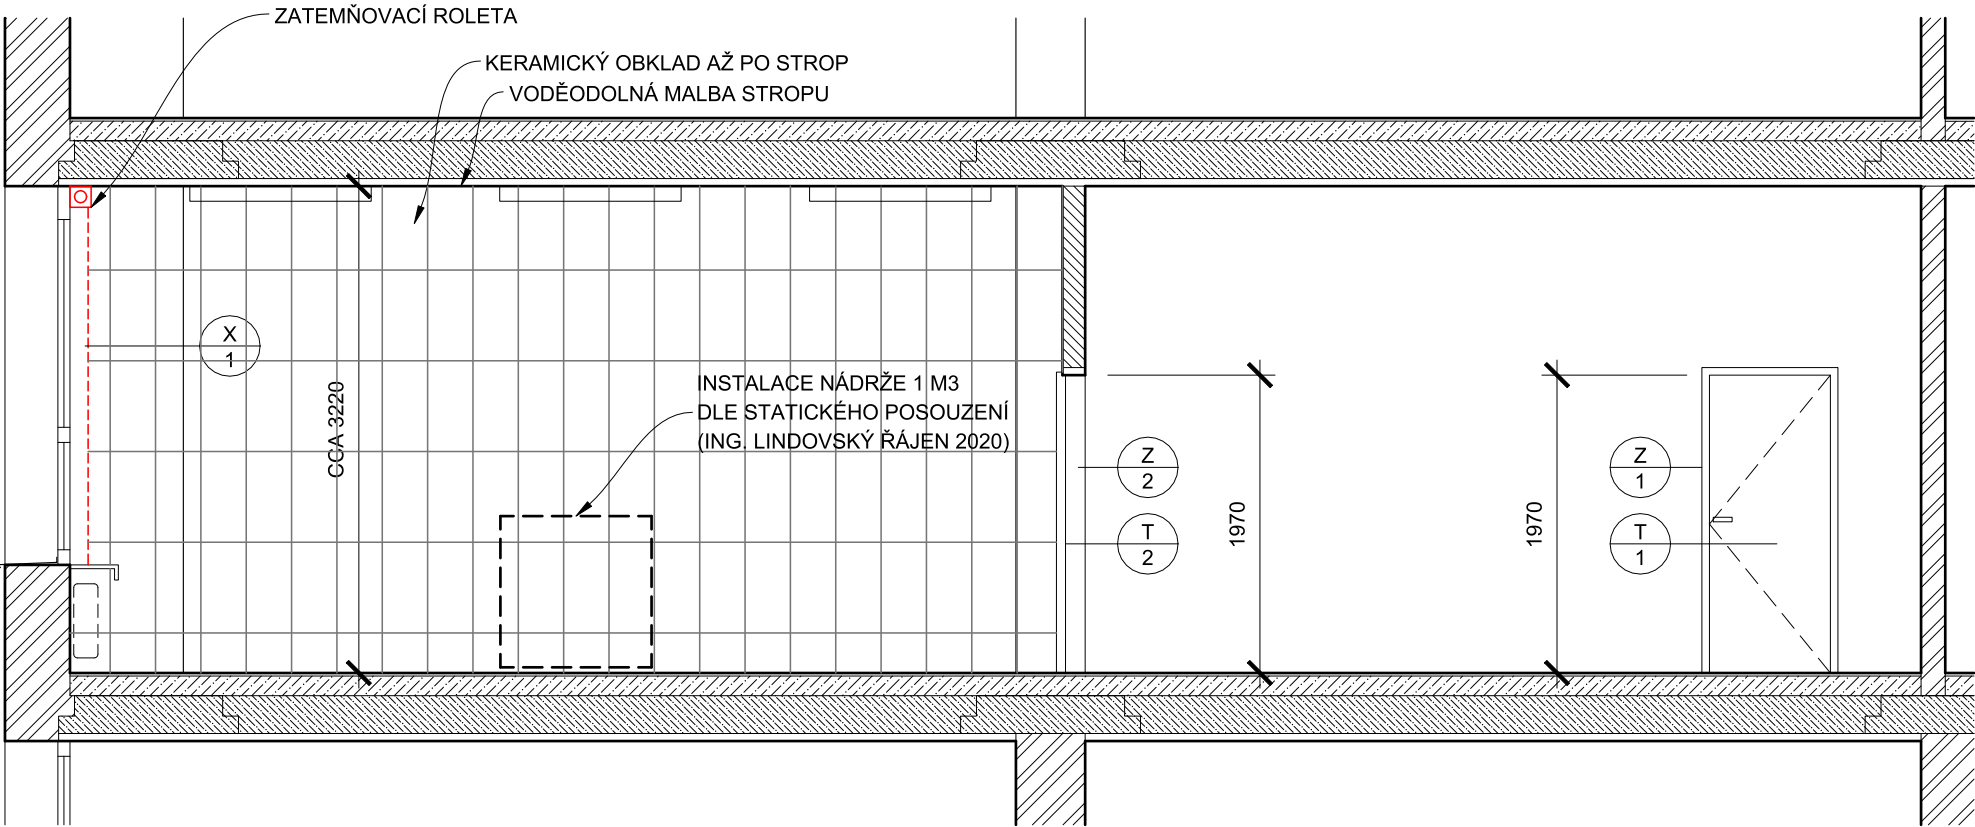 ZATEMŇOVACÍ ROLETA
KERAMICKÝ OBKLAD AŽ PO STROP
VODĚODOLNÁ MALBA STROPU
X
1
CCA 3220
INSTALACE NÁDRŽE 1 M3
DLE STATICKÉHO POSOUZENÍ
(ING. LINDOVSKÝ ŘÁJEN 2020)
Z
2
T
2
1970
1970
Z
1
T
1